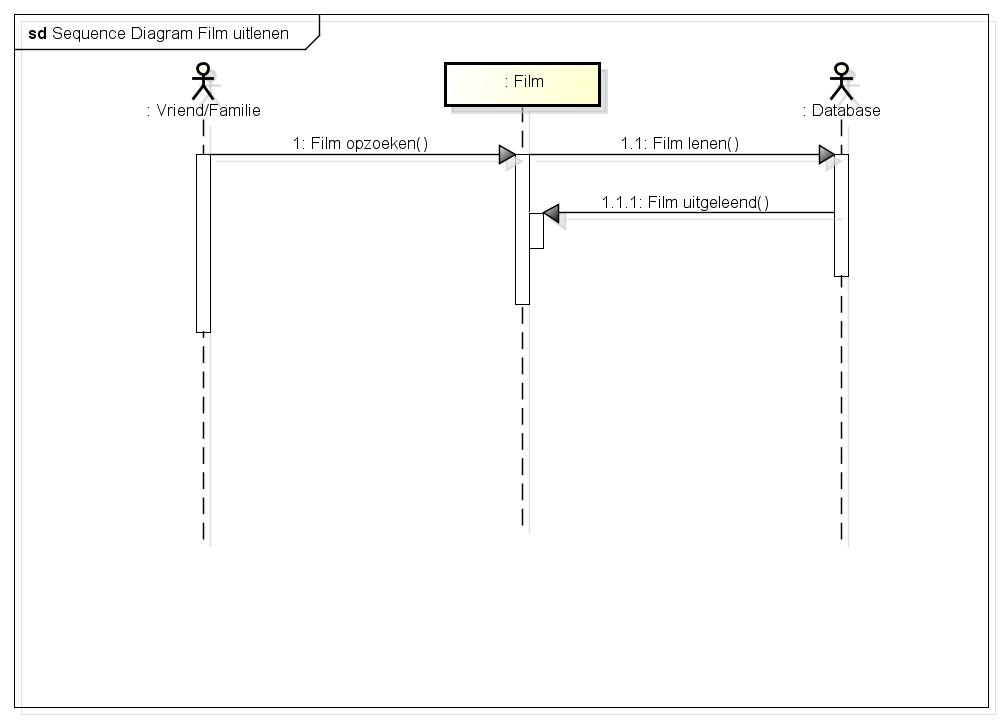 sd Sequence Diagram Film uitlenen
: Vriend/Familie
: Film
: Database
1: Film opzoeken()
1.1: Film lenen()
1.1.1: Film uitgeleend()